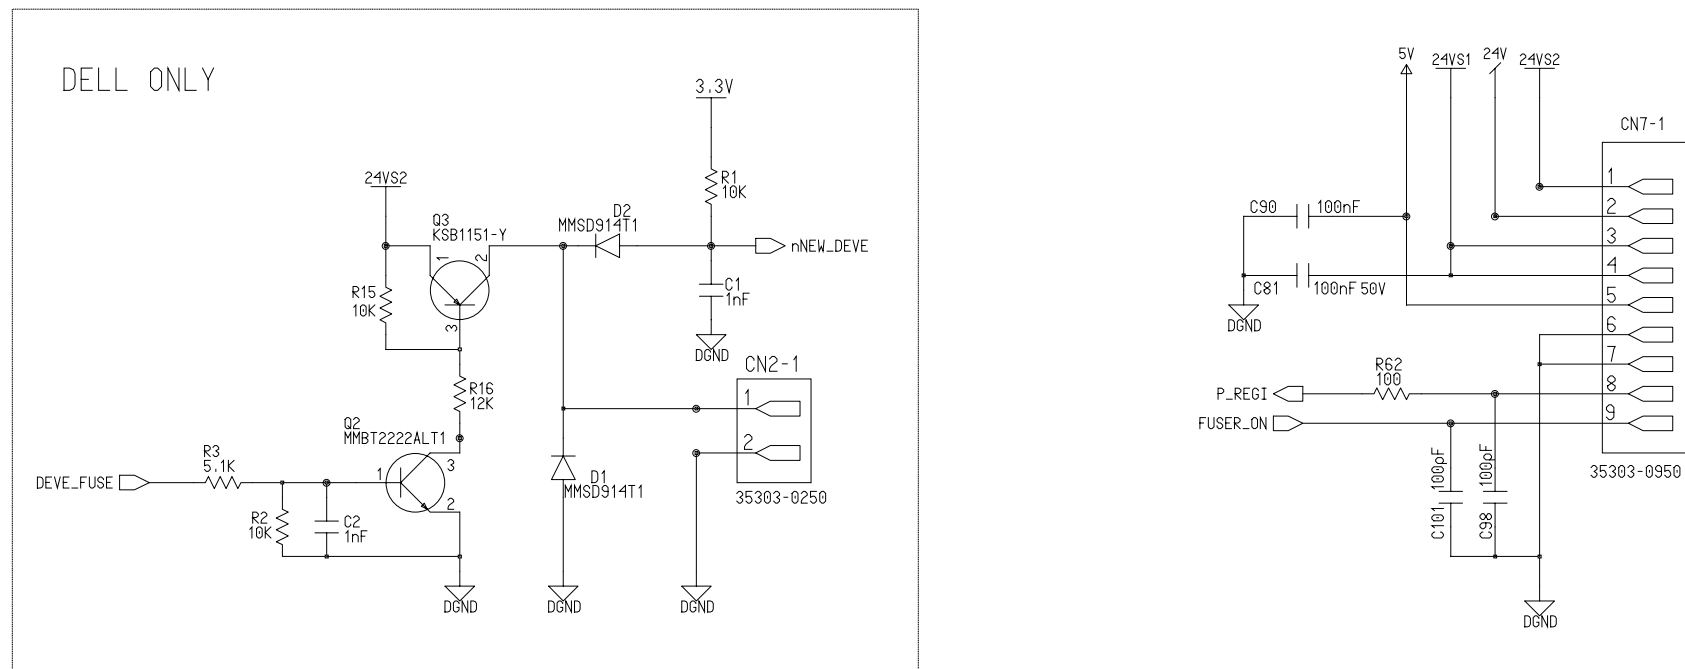 DELL ONLY
3.3V
R1
10K
24VS2
Q3
KSB1151-Y
1
2
3
D2
MMSD914T1
nNEW_DEVE
R15
10K
C1
1nF
DGND
R16
12K
CN2-1
1
2
35303-0250
Q2
MMBT2222ALT1
1
3
2
R3
5.1K
DEVE_FUSE
R2
10K
C2
1nF
D1
MMSD914T1
DGND
DGND
DGND
5V
24VS1
24V
24VS2
CN7-1
1
2
3
4
5
6
7
8
9
35303-0950
C90
100nF
C81
100nF 50V
DGND
R62
100
P_REGI
FUSER_ON
C101
100pF
C98
100pF
DGND